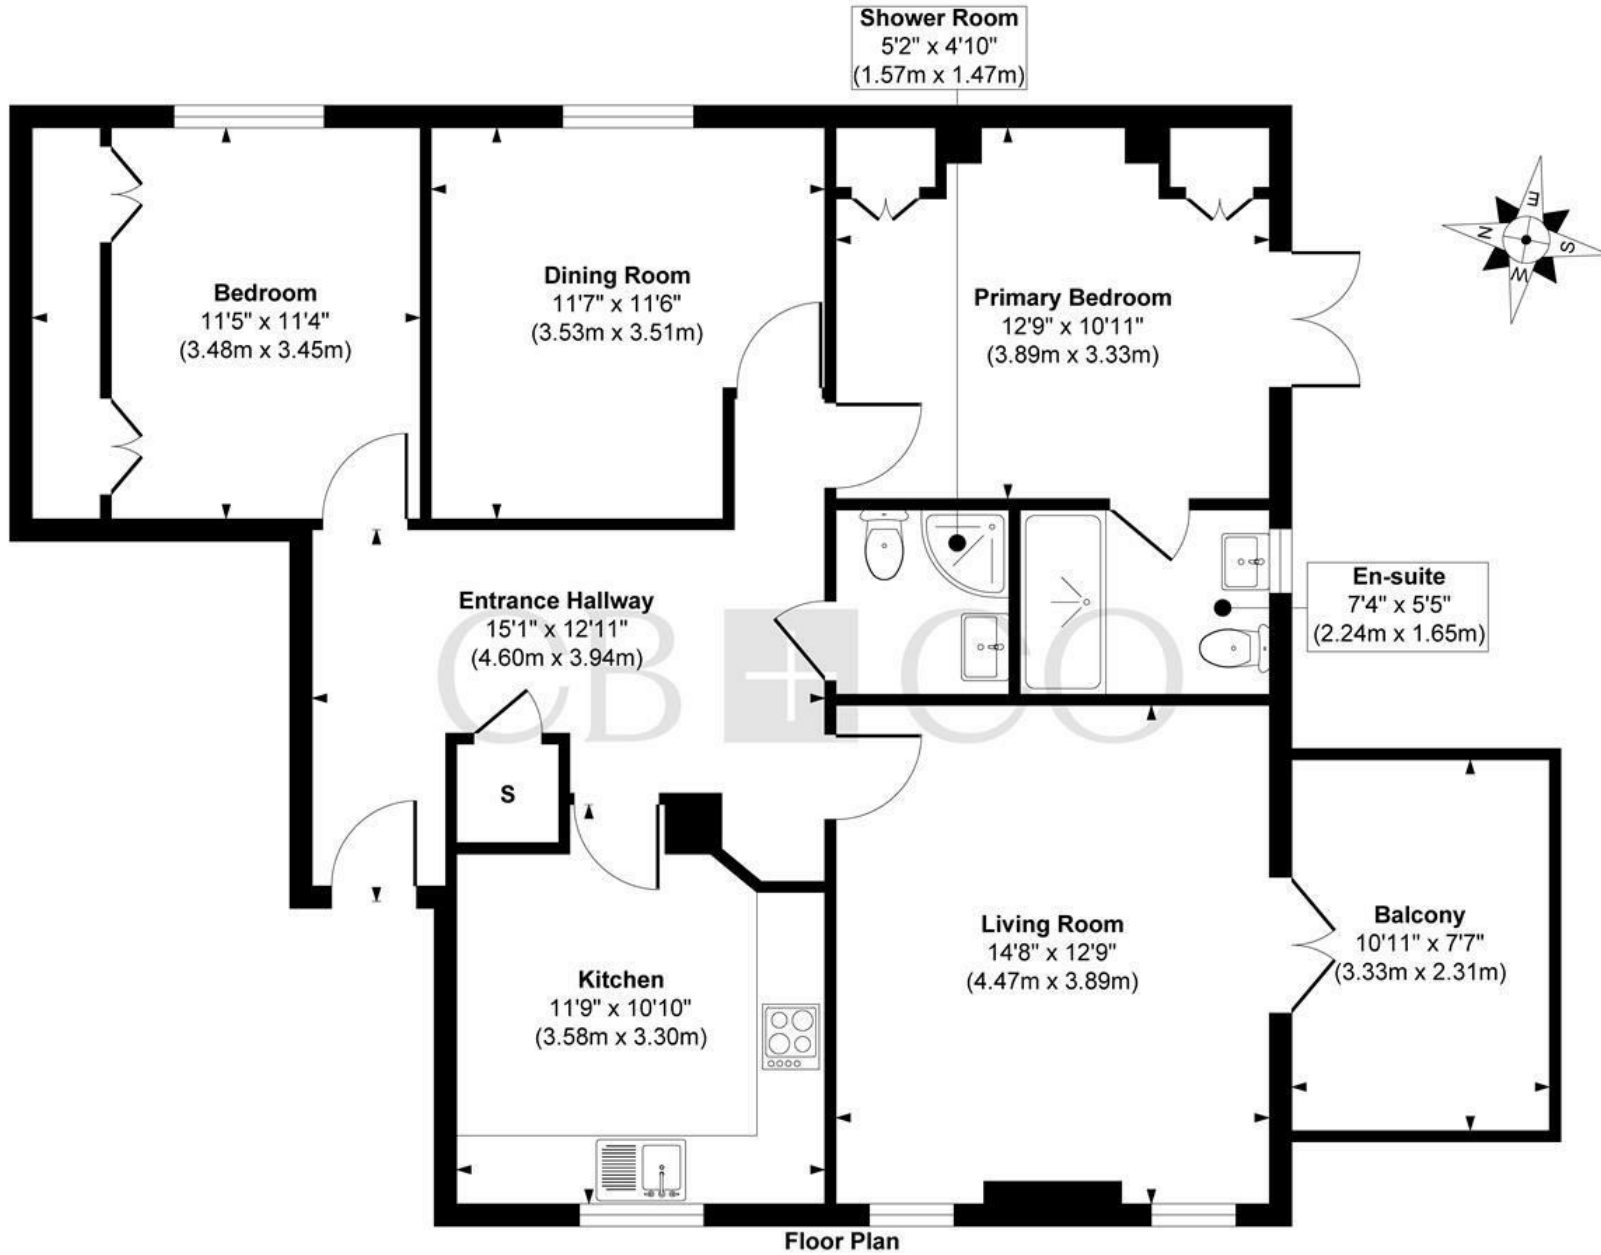 Shower Room
5'2" x 4'10"
(1.57m x 1.47m)
Bedroom
11'5" x 11'4"
(3.48m x 3.45m)
Dining Room
11'7" x 11'6"
(3.53m x 3.51m)
Primary Bedroom
12'9" x 10'11"
(3.89m x 3.33m)
E
N
S
W
Entrance Hallway
15'1" x 12'11"
(4.60m x 3.94m)
En-suite
7'4" x 5'5"
(2.24m x 1.65m)
CB + CO
S
Kitchen
11'9" x 10'10"
(3.58m x 3.30m)
Living Room
14'8" x 12'9"
(4.47m x 3.89m)
Balcony
10'11" x 7'7"
(3.33m x 2.31m)
Floor Plan